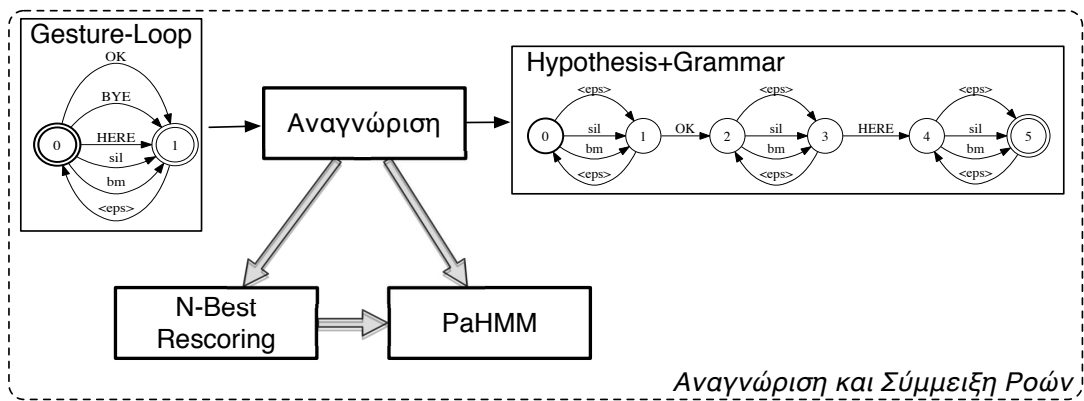 Gesture-Loop
OK
BYE
HERE
0
1
sil
bm
<eps>
Αναγνώριση
Hypothesis+Grammar
<eps>
<eps>
<eps>
0
sil
1
OK
2
sil
3
HERE
4
sil
5
bm
bm
bm
<eps>
<eps>
<eps>
N-Best
Rescoring
PaHMM
Αναγνώριση και Σύμμειξη Ροών